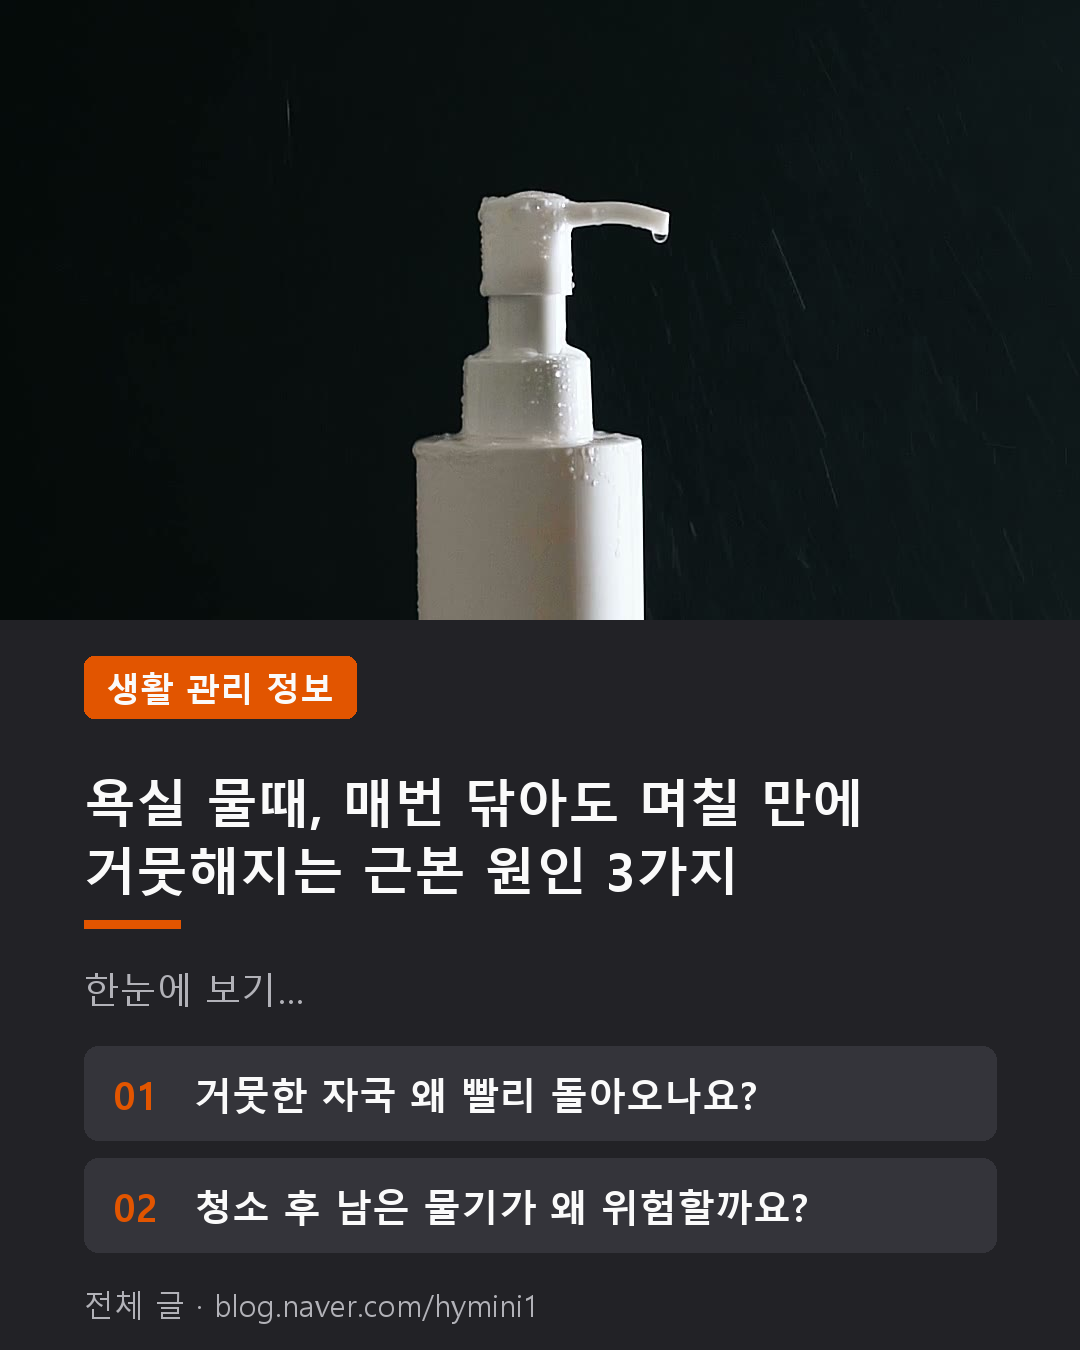 생활 관리 정보
욕실 물때, 매번 닦아도 며칠 만에
거뭇해지는 근본 원인 3가지
한눈에 보기...
01 거뭇한 자국 왜 빨리 돌아오나요?
02 청소 후 남은 물기가 왜 위험할까요?
전체 글 · blog.naver.com/hymini1